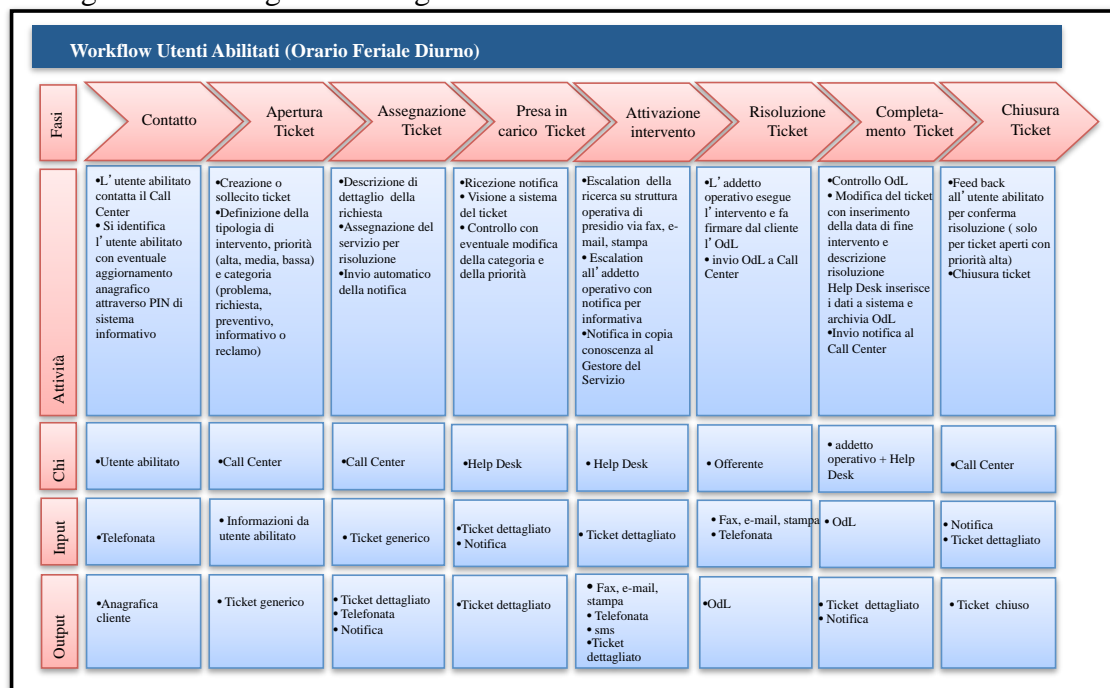 Workflow Utenti Abilitati (Orario Feriale Diurno)
Fasi
Contatto
Apertura
Ticket
Assegnazione
Ticket
Presa in
carico Ticket
Attivazione
intervento
Risoluzione
Ticket
Completa-
mento Ticket
Chiusura
Ticket
Attività
•L'utente abilitato
contatta il Call
Center
• Si identifica
l'utente abilitato
con eventuale
aggiornamento
anagrafico
attraverso PIN di
sistema
informativo
•Creazione o
sollecito ticket
•Definizione della
tipologia di
intervento, priorità
(alta, media, bassa)
e categoria
(problema,
richiesta,
preventivo,
informativo o
reclamo)
•Descrizione di
dettaglio della
richiesta
•Assegnazione del
servizio per
risoluzione
•Invio automatico
della notifica
•Ricezione notifica
• Visione a sistema
del ticket
• Controllo con
eventuale modifica
della categoria e
della priorità
•Escalation della
ricerca su struttura
operativa di
presidio via fax, e-
mail, stampa
• Escalation
all'addetto
operativo con
notifica per
informativa
•Notifica in copia
conoscenza al
Gestore del
Servizio
•L'addetto
operativo esegue
l'intervento e fa
firmare dal cliente
l'OdL
• invio OdL a Call
Center
•Controllo OdL
• Modifica del ticket
con inserimento
della data di fine
intervento e
descrizione
risoluzione
Help Desk inserisce
i dati a sistema e
archivia OdL
•Invio notifica al
Call Center
•Feed back
all'utente abilitato
per conferma
risoluzione ( solo
per ticket aperti con
priorità alta)
•Chiusura ticket
Chi
•Utente abilitato
•Call Center
•Call Center
•Help Desk
• Help Desk
• Offerente
• addetto
operativo + Help
Desk
•Call Center
Input
•Telefonata
• Informazioni da
utente abilitato
• Ticket generico
•Ticket dettagliato
• Notifica
• Ticket dettagliato
• Fax, e-mail, stampa
• Telefonata
• OdL
• Notifica
• Ticket dettagliato
Output
•Anagrafica
cliente
• Ticket generico
• Ticket dettagliato
• Telefonata
• Notifica
•Ticket dettagliato
• Fax, e-mail,
stampa
• Telefonata
• sms
•Ticket
dettagliato
•OdL
• Ticket dettagliato
• Notifica
• Ticket chiuso